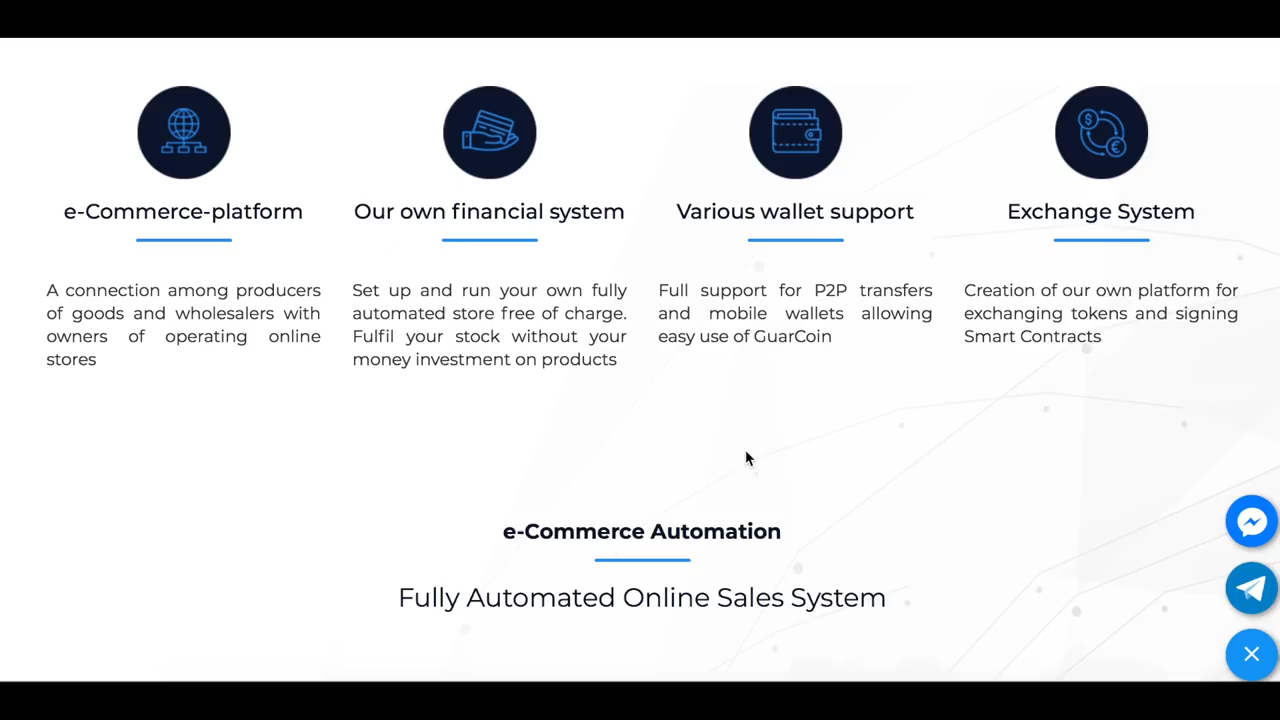 e-Commerce-platform
A connection among producers
of goods and wholesalers with
owners of operating online
stores
Our own financial system
Set up and run your own fully
automated store free of charge.
Fulfil your stock without your
money investment on products
Various wallet support
Full support for P2P transfers
and mobile wallets allowing
easy use of GuarCoin
Exchange System
Creation of our own platform for
exchanging tokens and signing
Smart Contracts
e-Commerce Automation
Fully Automated Online Sales System